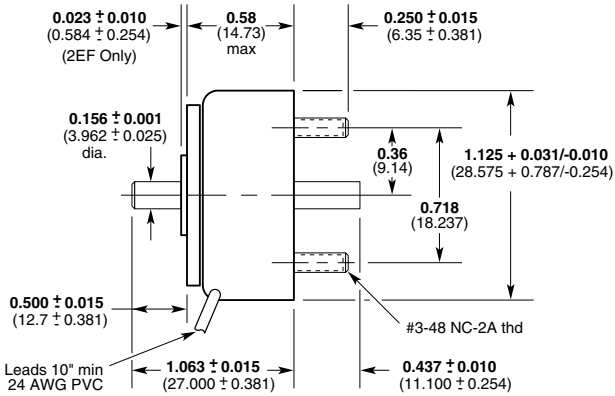 0.023 ± 0.010
(0.584 ± 0.254)
(2EF Only)
0.58
(14.73)
max
0.250 ± 0.015
(6.35 ± 0.381)
0.156 ± 0.001
(3.962 ± 0.025)
dia.
0.36
(9.14)
1.125 + 0.031/-0.010
(28.575 + 0.787/-0.254)
0.718
(18.237)
0.500 ± 0.015
(12.7 ± 0.381)
#3-48 NC-2A thd
Leads 10" min
24 AWG PVC
1.063 ± 0.015
(27.000 ± 0.381)
0.437 ± 0.010
(11.100 ± 0.254)